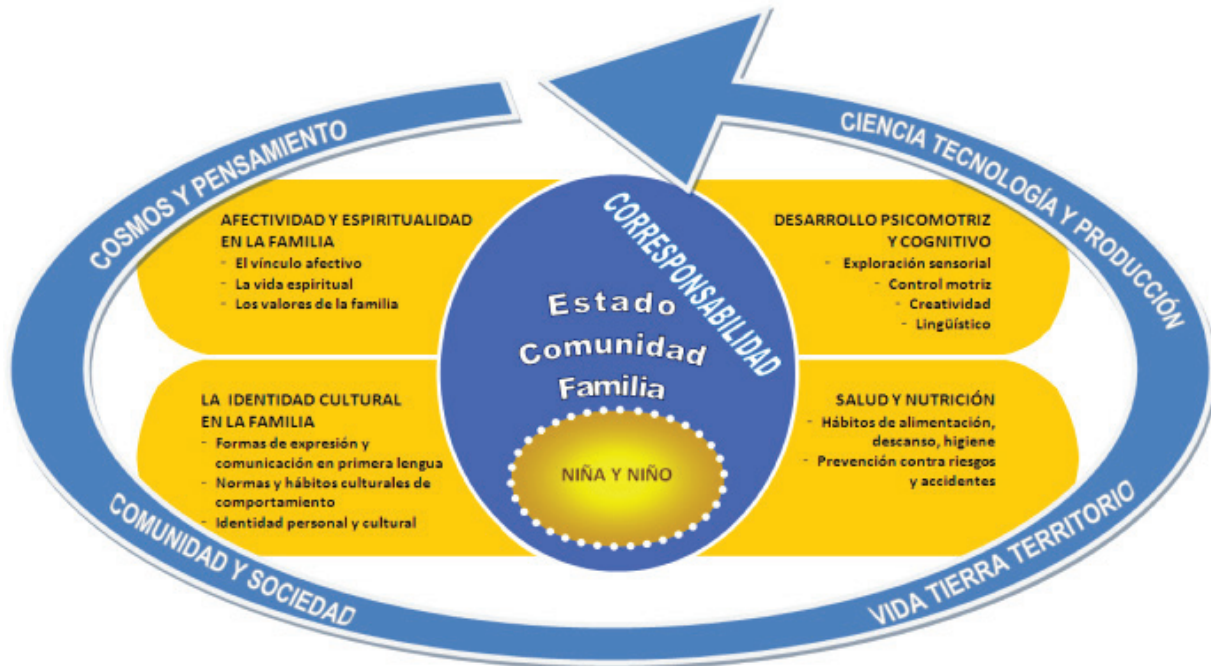 COSMOS Y PENSAMIENTO
CIENCIA TECNOLOGÍA Y PRODUCCIÓN
AFECTIVIDAD Y ESPIRITUALIDAD
EN LA FAMILIA
- El vínculo afectivo
- La vida espiritual
- Los valores de la familia
CORRESPONSABILIDAD
Estado
Comunidad
Familia
NIÑA Y NIÑO
DESARROLLO PSICOMOTRIZ
Y COGNITIVO
- Exploración sensorial
- Control motriz
- Creatividad
- Lingüístico
LA IDENTIDAD CULTURAL
EN LA FAMILIA
- Formas de expresión y
comunicación en primera lengua
- Normas y hábitos culturales de
comportamiento
- Identidad personal y cultural
SALUD Y NUTRICIÓN
- Hábitos de alimentación,
descanso, higiene
- Prevención contra riesgos
y accidentes
COMUNIDAD Y SOCIEDAD
VIDA TIERRA TERRITORIO